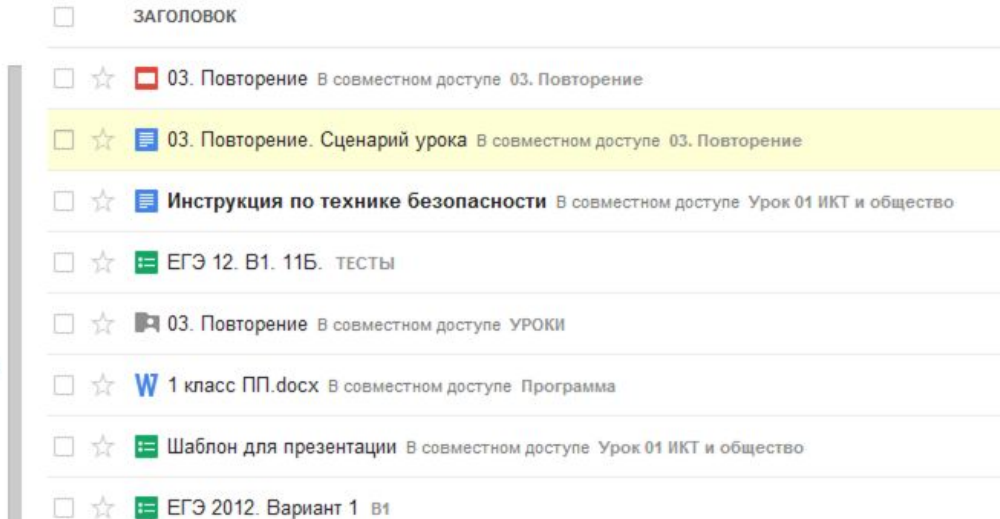 ЗАГОЛОВОК
03. Повторение В совместном доступе 03. Повторение
03. Повторение. Сценарий урока В совместном доступе 03. Повторение
Инструкция по технике безопасности В совместном доступе Урок 01 ИКТ и общество
ЕГЭ 12. В1. 11Б. ТЕСТЫ
03. Повторение В совместном доступе УРОКИ
W 1 класс ПП.docx В совместном доступе Программа
Шаблон для презентации В совместном доступе Урок 01 ИКТ и общество
ЕГЭ 2012. Вариант 1 В1